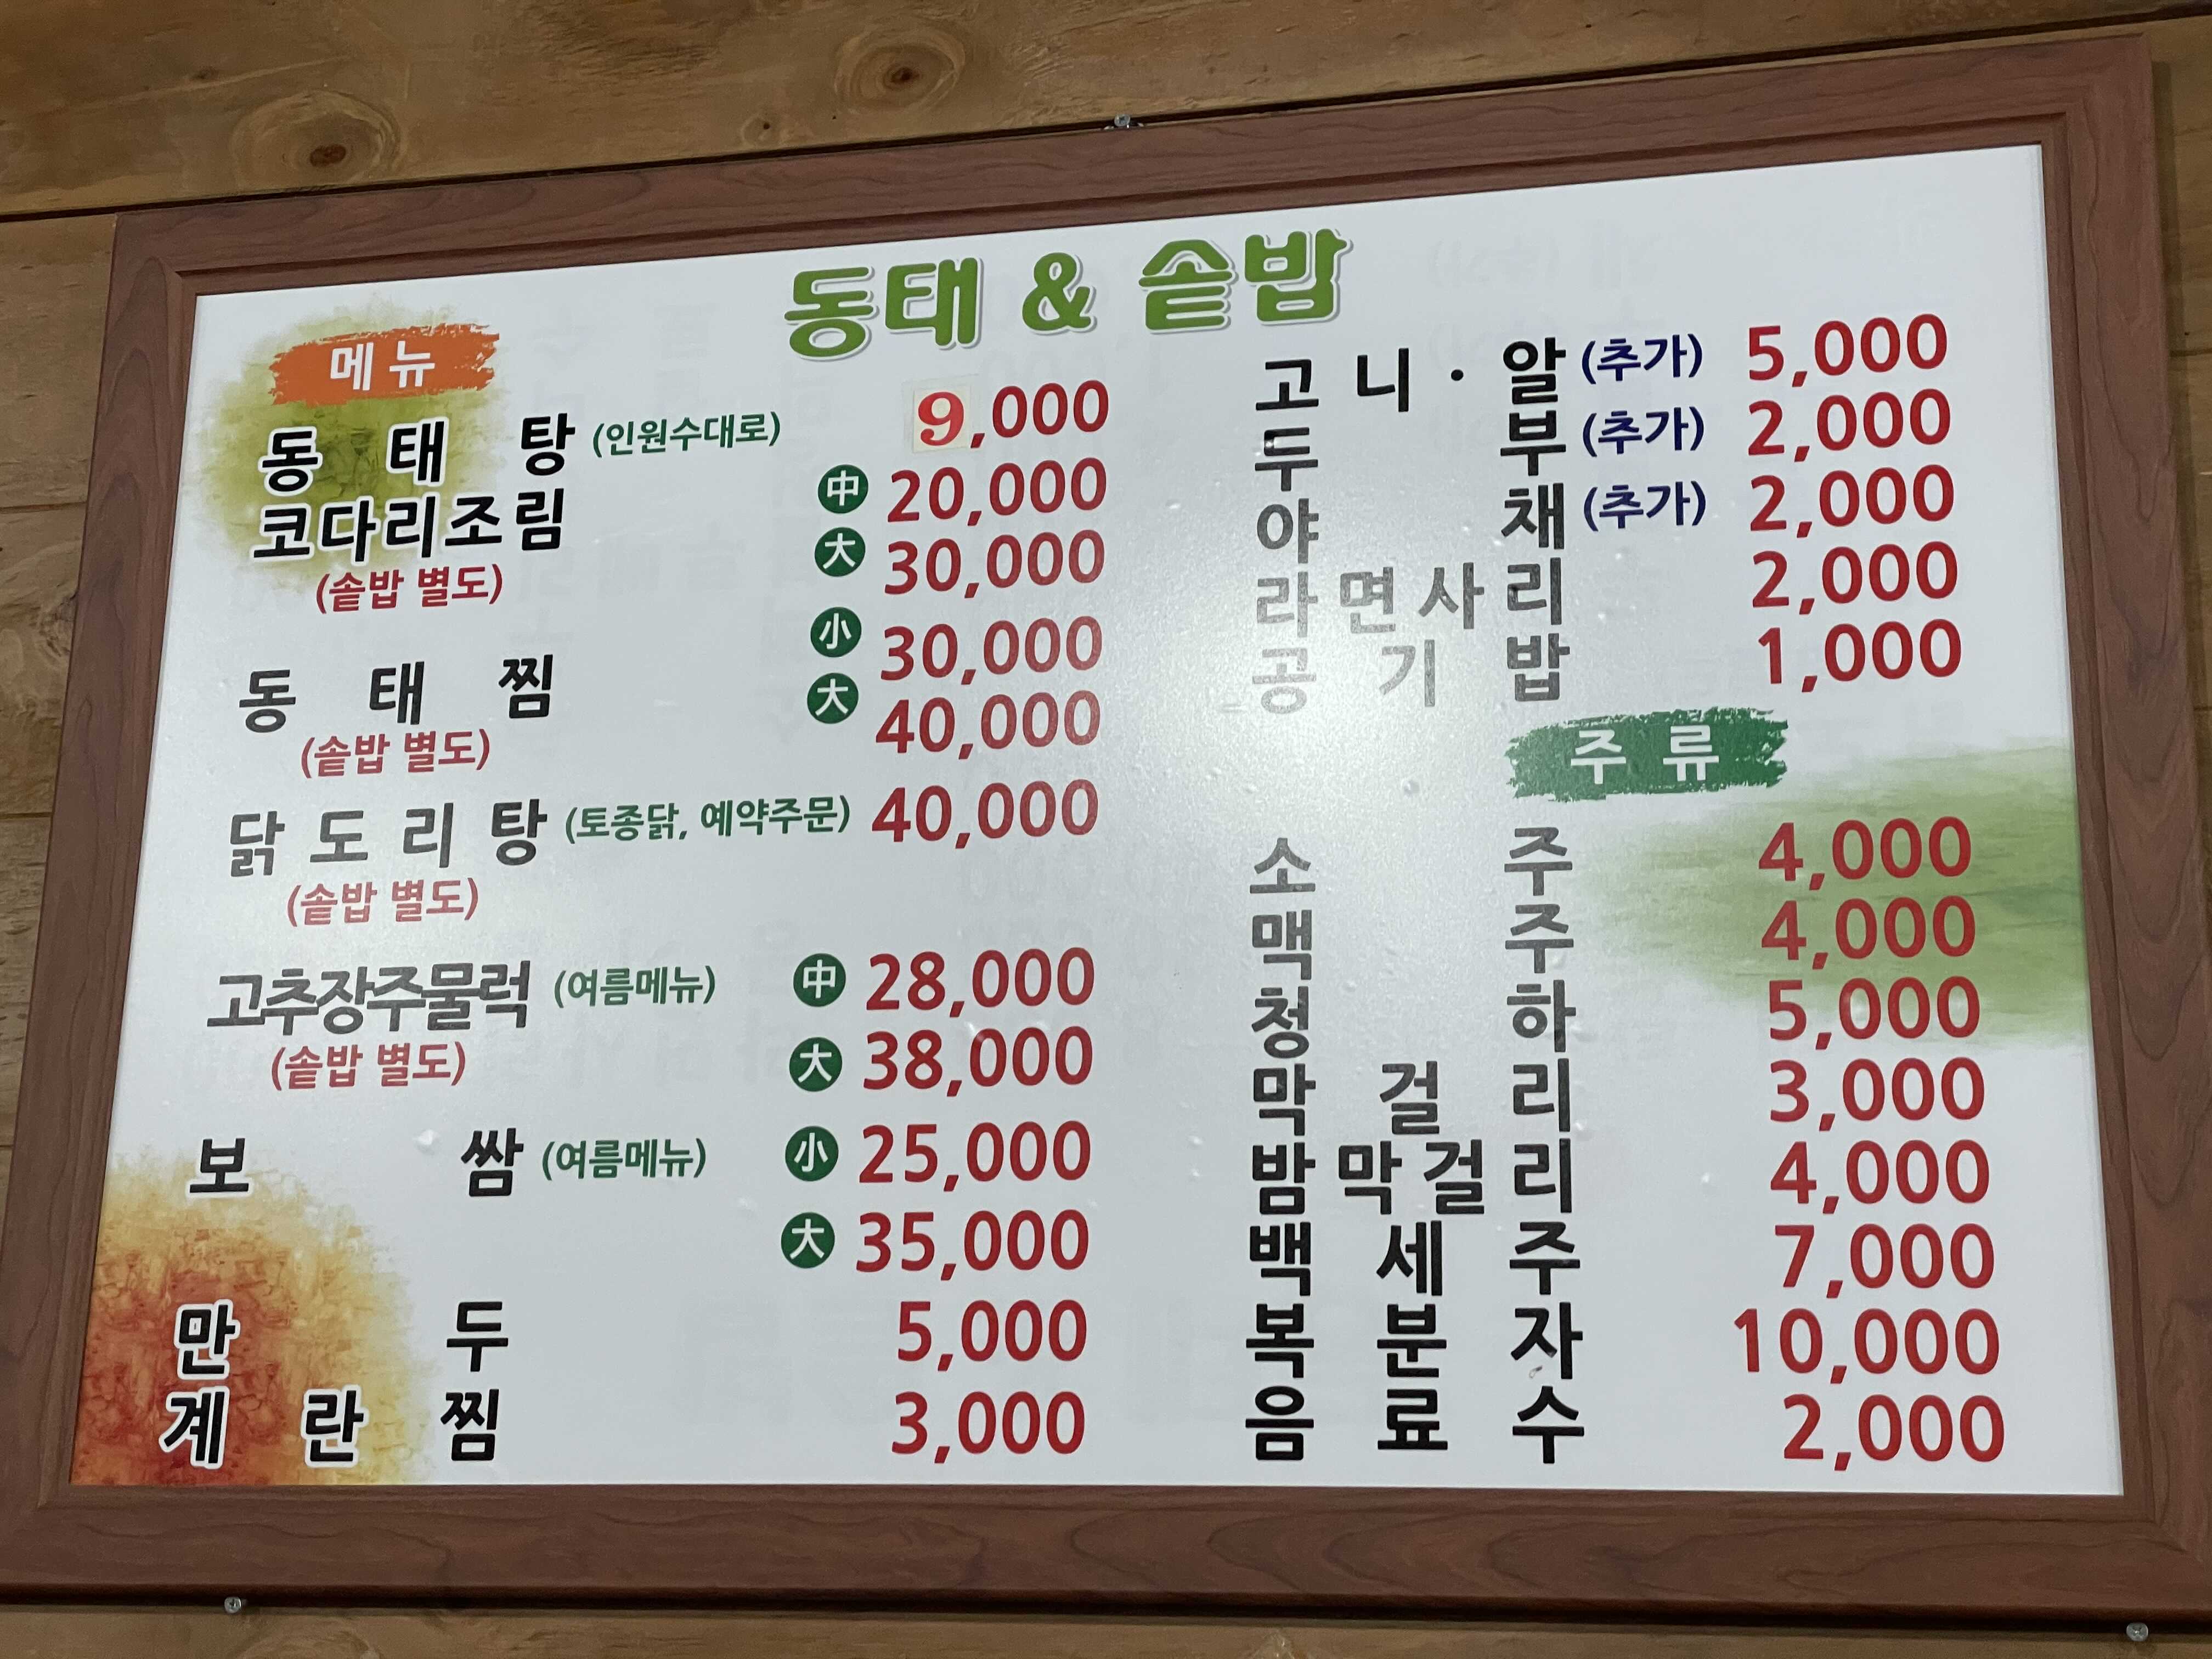 동태 & 솥밥
메뉴
동태탕 (인원수대로) 9,000
코다리조림 中 20,000
(솥밥 별도) 大 30,000
동태찜 小 30,000
(솥밥 별도) 大 40,000
닭도리탕 (토종닭, 예약주문) 40,000
(솥밥 별도)
고추장주물럭 (여름메뉴) 中 28,000
(솥밥 별도) 大 38,000
보쌈 (여름메뉴) 小 25,000
大 35,000
만두 5,000
계란찜 3,000
고니·알 (추가) 5,000
두부 (추가) 2,000
야채 (추가) 2,000
라면사리 2,000
공기밥 1,000
주류
소주 4,000
맥주 4,000
청하 5,000
막걸리 3,000
밤막걸리 4,000
백세주 7,000
복분자 10,000
음료수 2,000